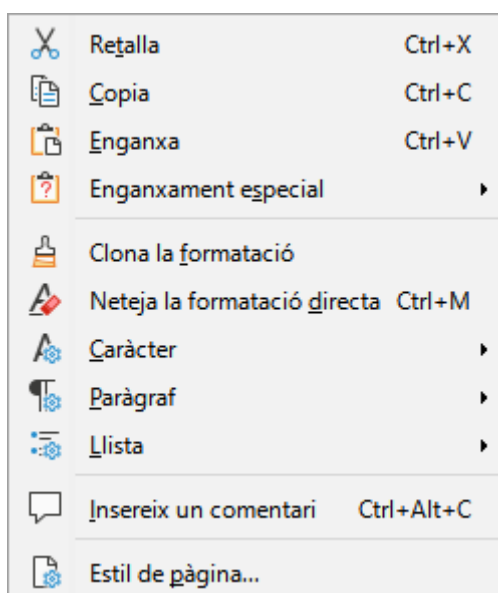 Retalla Ctrl+X
Copia Ctrl+C
Enganxa Ctrl+V
Enganxament especial
Clona la formatació
Neteja la formatació directa Ctrl+M
Caràcter
Paràgraf
Llista
Insereix un comentari Ctrl+Alt+C
Estil de pàgina...